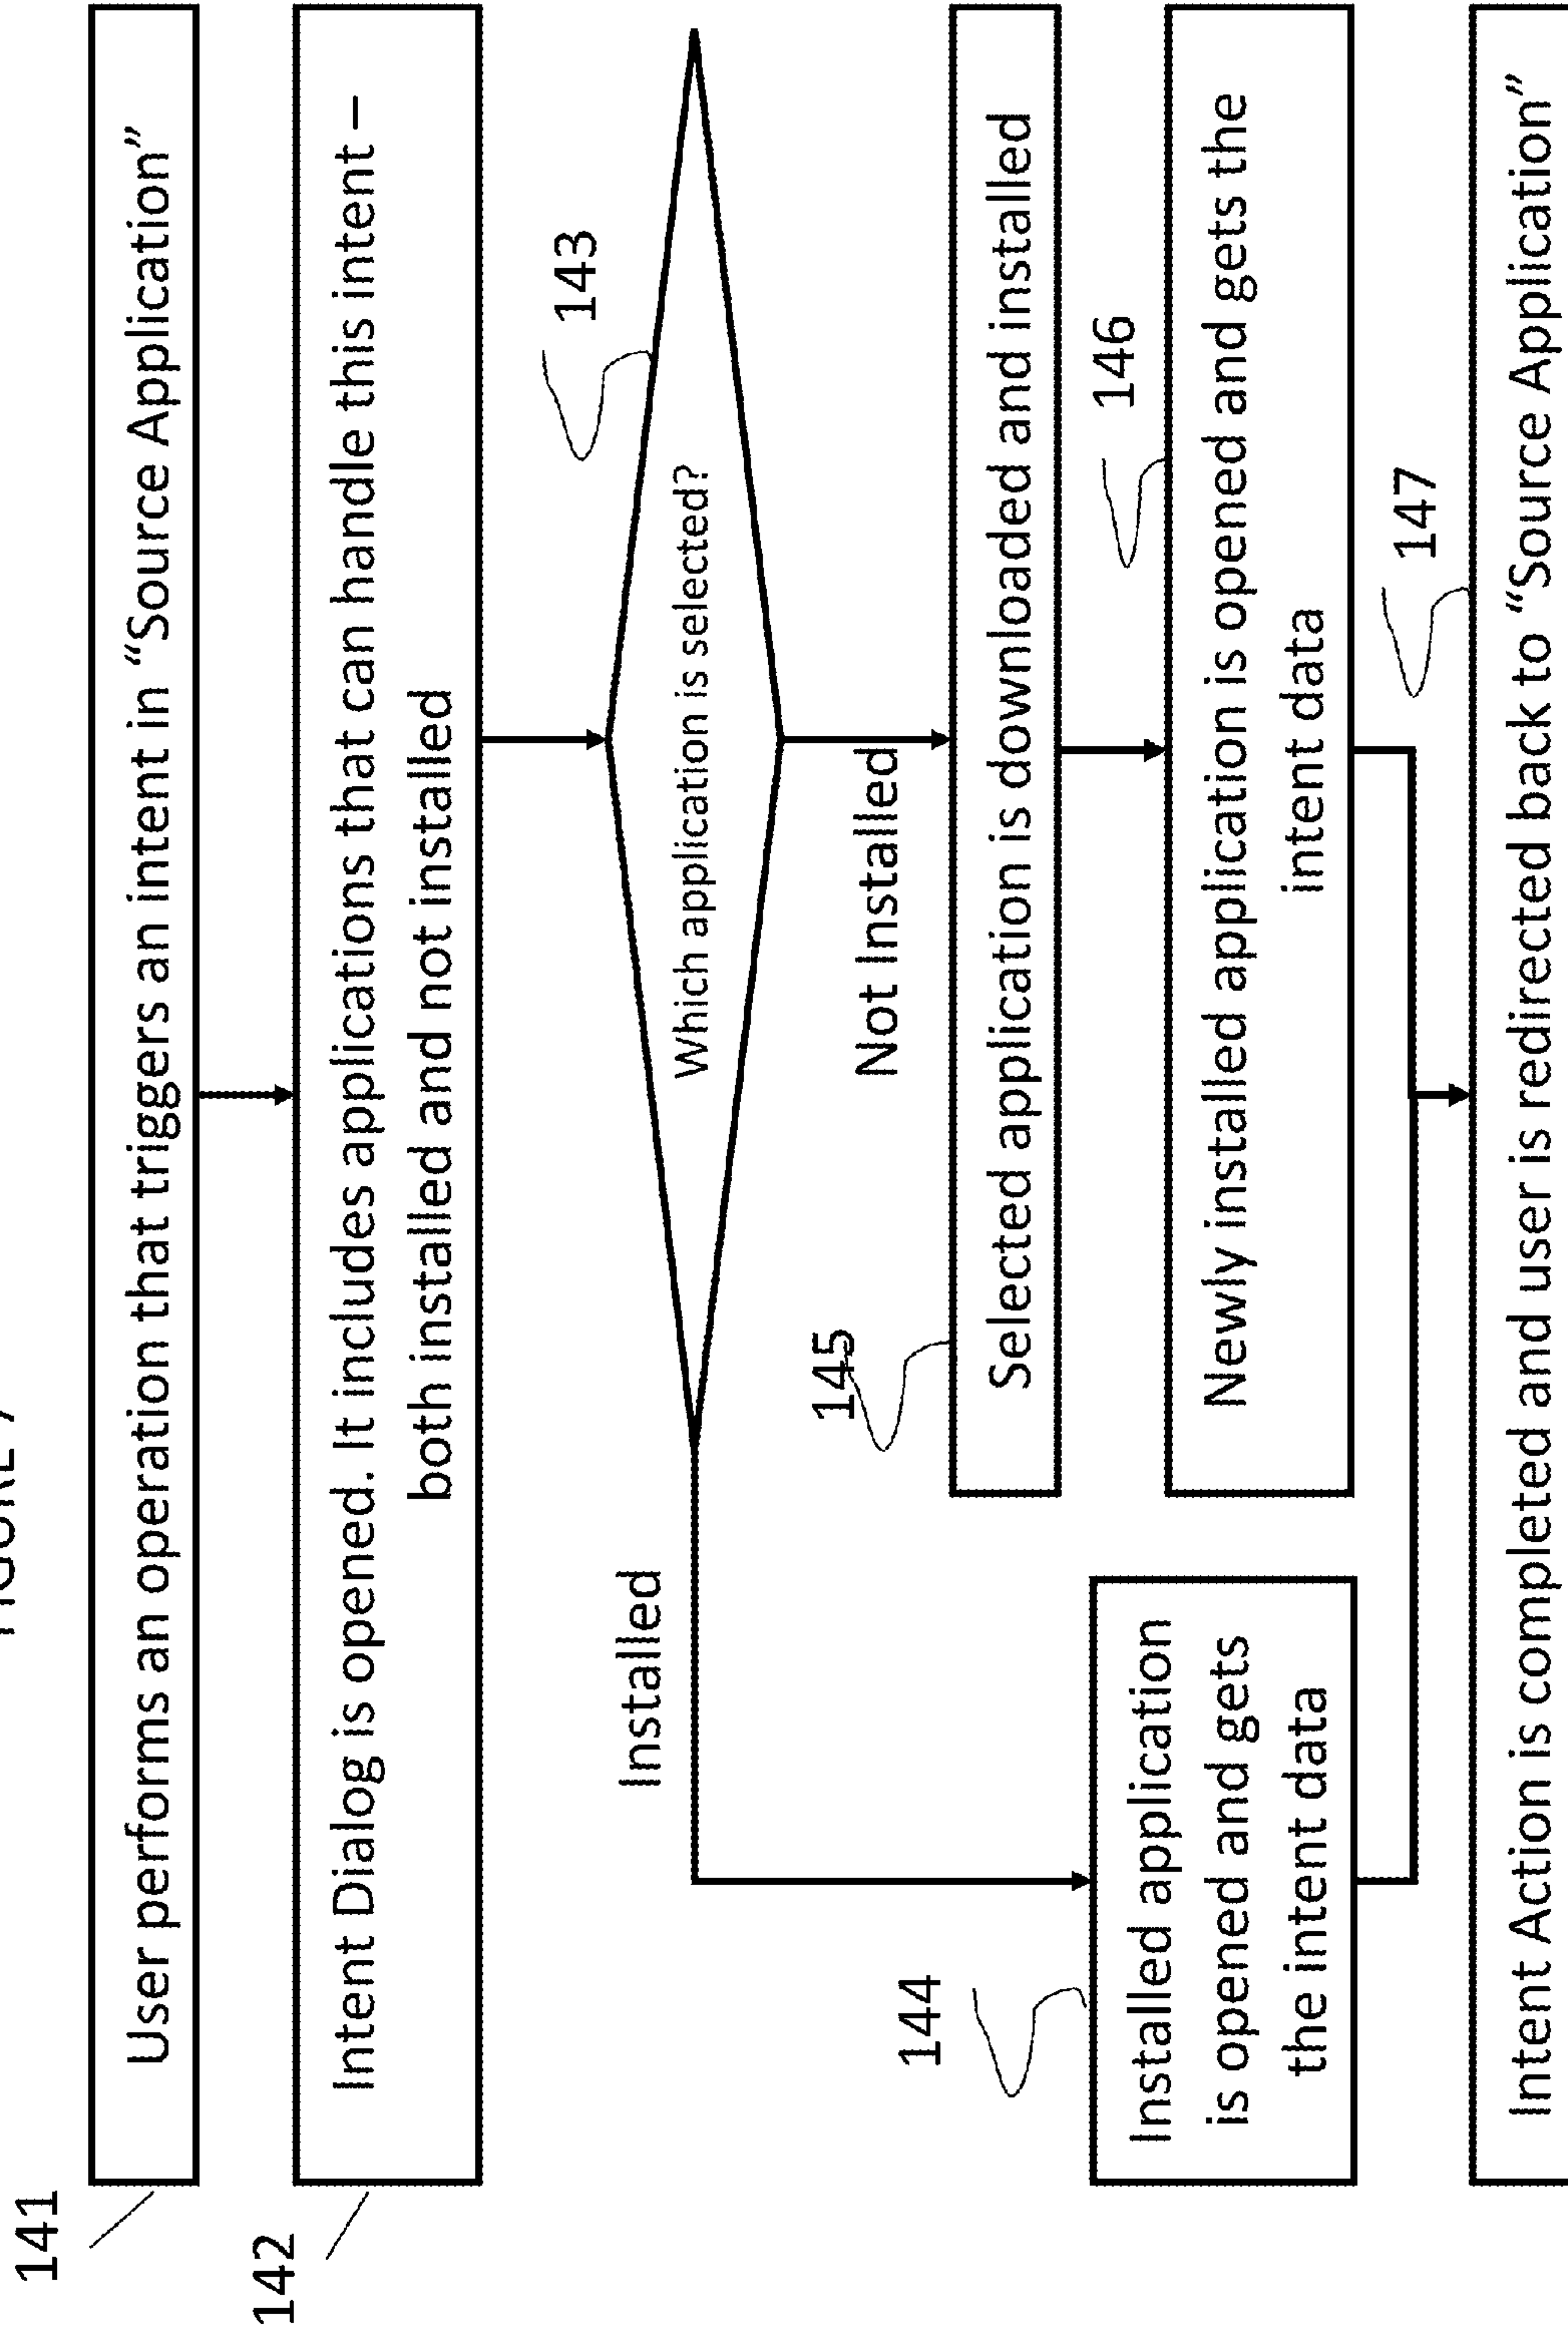 141
User performs an operation that triggers an intent in “Source Application”
142
Intent Dialog is opened. It includes applications that can handle this intent –
both installed and not installed
143
Which application is selected?
Installed
Not Installed
145
Selected application is downloaded and installed
144
Installed application
is opened and gets
the intent data
146
Newly installed application is opened and gets the
intent data
147
Intent Action is completed and user is redirected back to “Source Application”